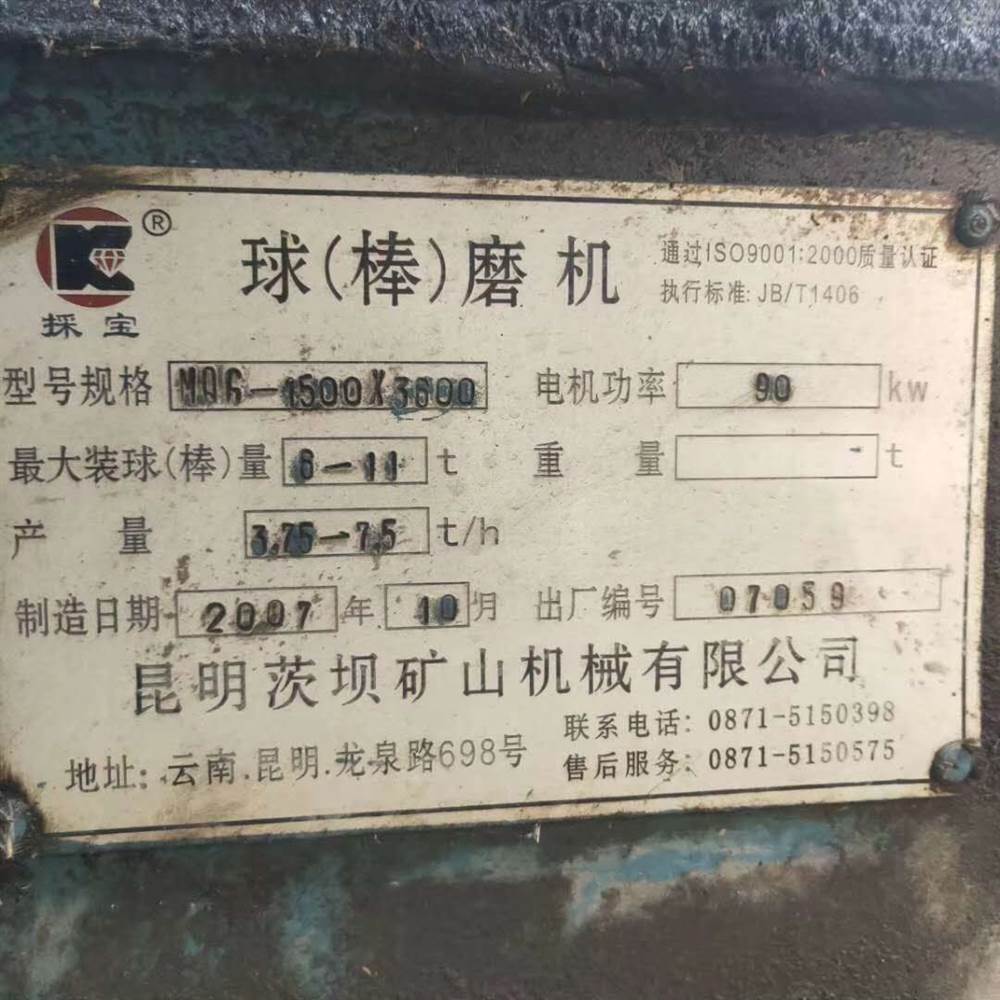 球(棒)磨机
®
採宝
通过ISO9001:2000质量认证
执行标准: JB/T1406
型号规格 MQG-1500X3600 电机功率 90 kw
最大装球(棒)量 6-11 t 重量 - t
产量 3.75-7.5 t/h
制造日期 2007 年 10 月 出厂编号 07059
昆明茨坝矿山机械有限公司
联系电话: 0871-5150398
地址: 云南.昆明.龙泉路698号
售后服务: 0871-5150575